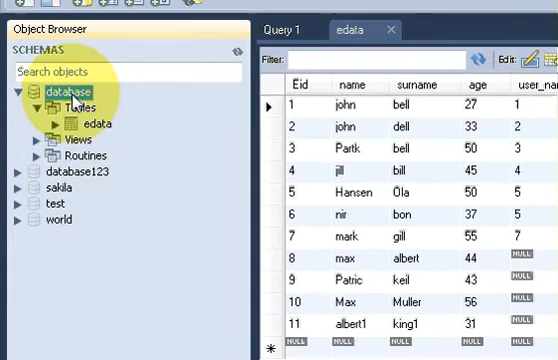 Object Browser
SCHEMAS
Search objects
database
Tables
edata
Views
Routines
database123
sakila
test
world
Query 1 edata
Filter: Edit:
Eid name surname age user_na
1 john bell 27 1
2 john dell 33 2
3 Partk bell 50 3
4 jill bill 45 4
5 Hansen Ola 50 5
6 nir bon 37 5
7 mark gill 55 7
8 max albert 44 NULL
9 Patric keil 43 NULL
10 Max Muller 56 NULL
11 albert1 king1 31 NULL
NULL NULL NULL NULL NULL